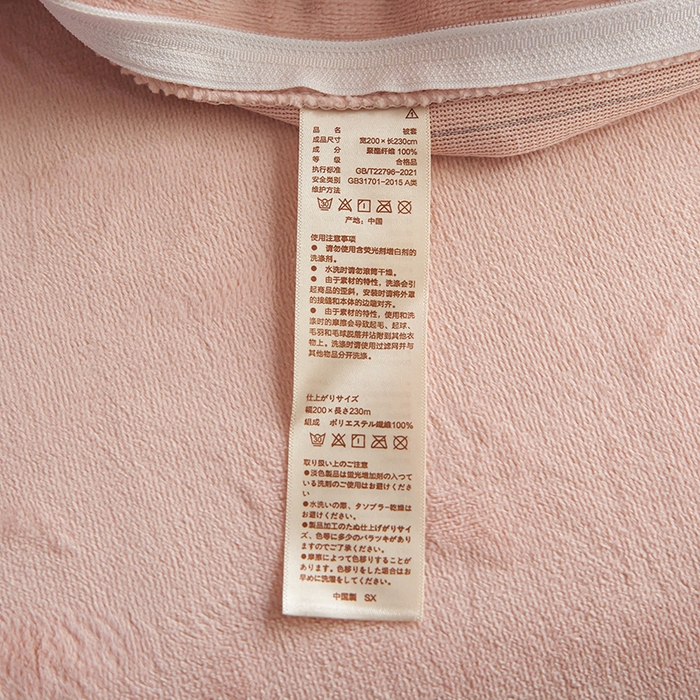 品 名 被套
成品尺寸 宽200×长230cm
成 分 聚酯纤维 100%
等 级 合格品
执行标准 GB/T22796-2021
安全类别 GB31701-2015 A类
维护方法
产地：中国
使用注意事项
● 请勿使用含荧光剂增白剂的
洗涤剂。
● 水洗时请勿滚筒干燥。
● 由于素材的特性，洗涤会引
起商品的歪斜，安装时请将外罩
的接缝和本体的边端对齐。
● 由于素材的特性，使用和洗
涤时的摩擦会导致起毛、起球、
毛羽和毛球脱落并沾附到其他衣
物上。洗涤时请使用过滤网并与
其他物品分开洗涤。
仕上がりサイズ
幅200×長さ230m
組成 ポリエステル繊維100%
取り扱い上のご注意
●淡色製品は蛍光増加剤の入つて
いる洗剤のご使用はお避けくださ
い
●水洗いの際、タソブラー乾燥は
お避けください。
●製品加工のため仕上げがりサイ
ズ、色等に多少のバラツキがあり
ますのでご了承ください。
●摩擦によって色移りすることが
あります。色移りをした場合はお
早めに洗濯をしてください。
中国製 SX